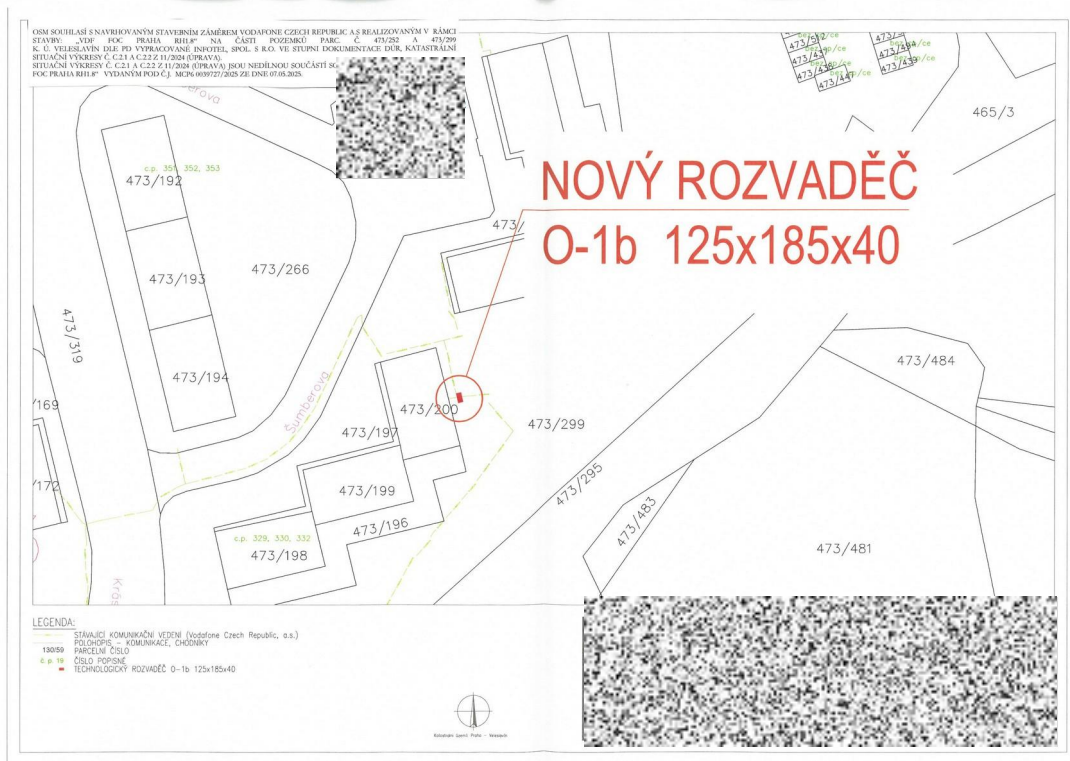 OSM SOUHLASÍ S NAVRHOVANÝM STAVEBNÍM ZÁMĚREM VODAFONE CZECH REPUBLIC A.S REALIZOVANÝM V RÁMCI
STAVBY: „VDF FOC PRAHA RH1.8" NA ČÁSTI POZEMKŮ PARC. Č. 473/252 A 473/299
K. Ú. VELESLAVÍN DLE PD VYPRACOVANÉ INFOTEL, SPOL. S R.O. VE STUPNI DOKUMENTACE DÚR, KATASTRÁLNÍ
SITUAČNÍ VÝKRESY Č. C.2.1 A C.2.2 Z 11/2024 (ÚPRAVA).
SITUAČNÍ VÝKRESY Č. C.2.1 A C.2.2 Z 11/2024 (ÚPRAVA) JSOU NEDÍLNOU SOUČÁSTÍ
FOC PRAHA RH1.8" VYDANÝM POD Č.J. MCP6 0039727/2025 ZE DNE 07.05.2025.
465/3
č.p. 351, 352, 353
473/192
NOVÝ ROZVADĚČ
O-1b 125x185x40
473/266
473/193
473/319
473/194
Šumberova
473/484
/169
473/200
473/299
473/197
/172
473/199
473/295
473/196
473/483
č.p. 329, 330, 332
473/198
473/481
LEGENDA:
STÁVAJÍCÍ KOMUNIKAČNÍ VEDENÍ (Vodafone Czech Republic, a.s.)
POLOHOPIS – KOMUNIKACE, CHODNÍKY
130/59 PARCELNÍ ČÍSLO
č p. 19 ČÍSLO POPISNÉ
TECHNOLOGICKÝ ROZVADĚČ O-1b 125x185x40